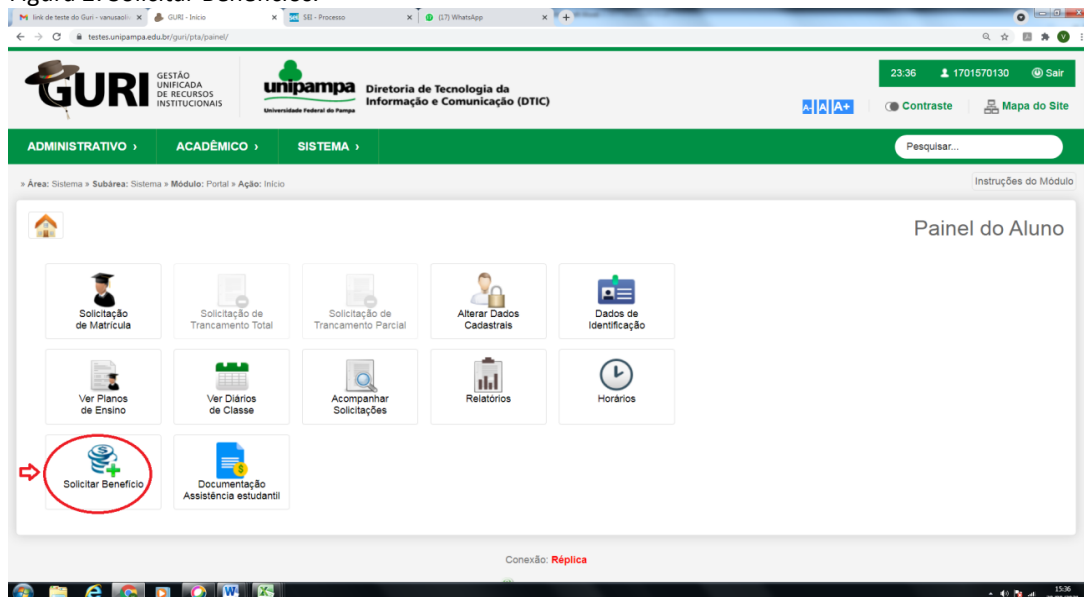 Figura 2: Solicitar Benefícios.
link de teste do Guri - vanusaoli
GURI - Início
SEI - Processo
(17) WhatsApp
testes.unipampa.edu.br/guri/pta/painel/
GURI
GESTÃO
UNIFICADA
DE RECURSOS
INSTITUCIONAIS
unipampa
Universidade Federal do Pampa
Diretoria de Tecnologia da
Informação e Comunicação (DTIC)
23:36 1701570130 Sair
A- A A+ Contraste Mapa do Site
ADMINISTRATIVO › ACADÊMICO › SISTEMA › Pesquisar...
» Área: Sistema » Subárea: Sistema » Módulo: Portal » Ação: Início
Instruções do Módulo
Painel do Aluno
Solicitação
de Matrícula
Solicitação de
Trancamento Total
Solicitação de
Trancamento Parcial
Alterar Dados
Cadastrais
Dados de
Identificação
Ver Planos
de Ensino
Ver Diários
de Classe
Acompanhar
Solicitações
Relatórios
Horários
Solicitar Benefício
Documentação
Assistência estudantil
Conexão: Réplica
15:36